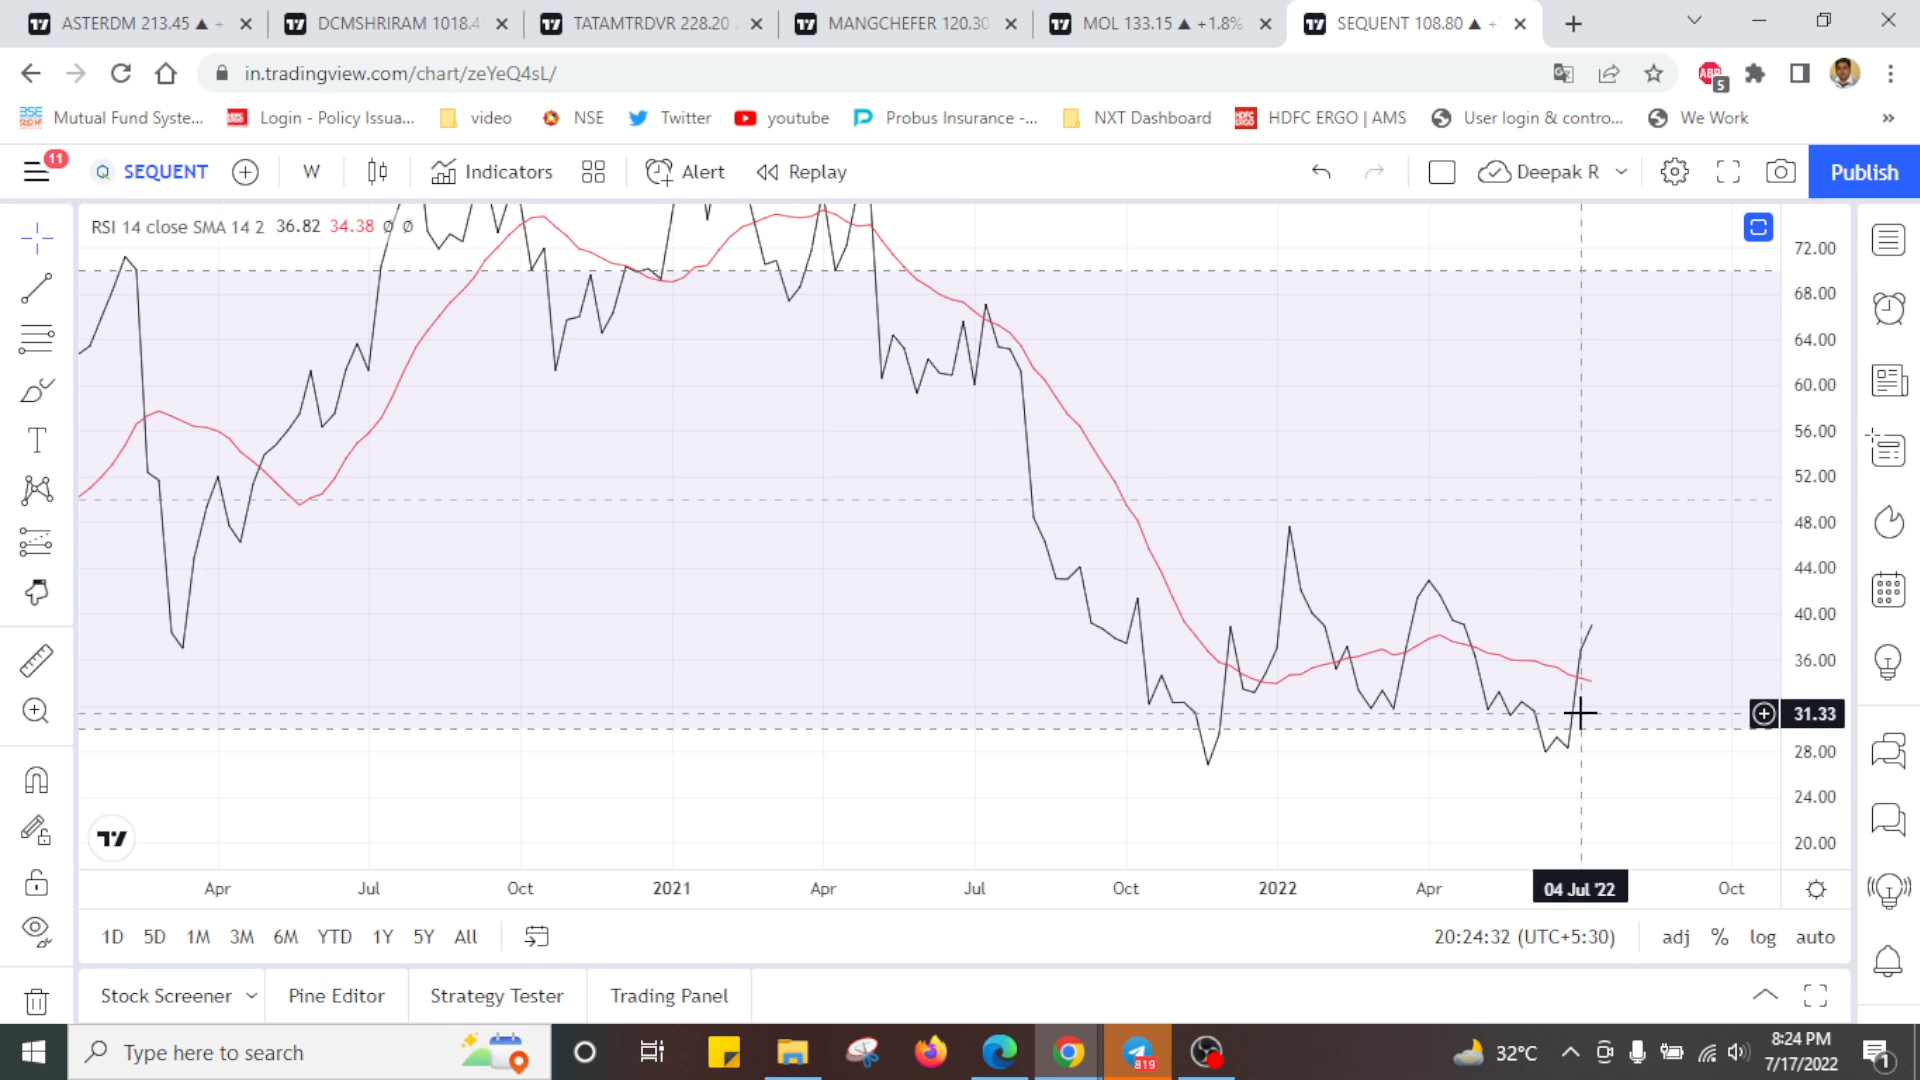 ASTERDM 213.45 ▲ +
DCMSHRIRAM 1018.4
TATAMTRDVR 228.20
MANGCHEFER 120.30
MOL 133.15 ▲ +1.8%
SEQUENT 108.80 ▲ +
in.tradingview.com/chart/zeYeQ4sL/
ABP 5
Mutual Fund Syste...
Login - Policy Issua...
video
NSE
Twitter
youtube
Probus Insurance -...
NXT Dashboard
HDFC ERGO | AMS
User login & contro...
We Work
»
11
SEQUENT
W
Indicators
Alert
Replay
Deepak R
Publish
RSI 14 close SMA 14 2 36.82 34.38 ∅ ∅
72.00
68.00
64.00
60.00
56.00
52.00
48.00
44.00
40.00
36.00
31.33
28.00
24.00
20.00
Apr Jul Oct 2021 Apr Jul Oct 2022 Apr 04 Jul '22 Oct
1D 5D 1M 3M 6M YTD 1Y 5Y All
20:24:32 (UTC+5:30)
adj % log auto
Stock Screener
Pine Editor
Strategy Tester
Trading Panel
Type here to search
819
32°C
8:24 PM
7/17/2022
1